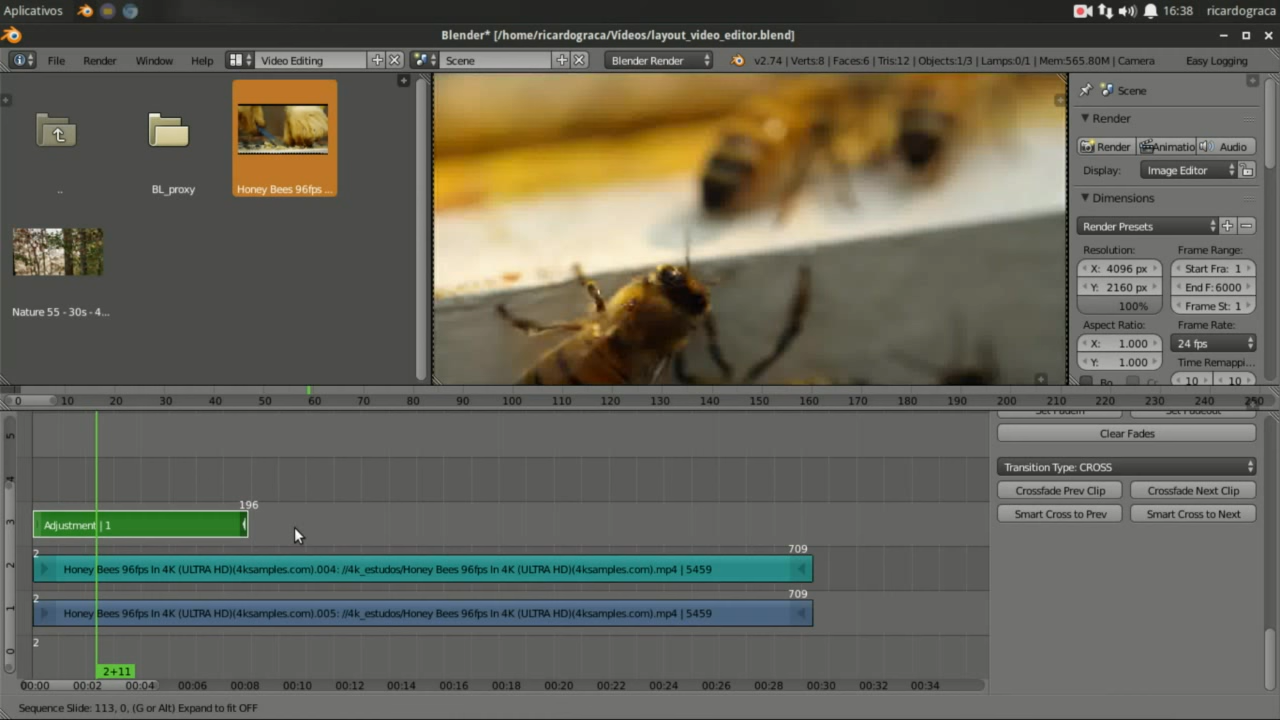 Aplicativos 16:38 ricardograca
Blender* [/home/ricardograca/Vídeos/layout_video_editor.blend]
File Render Window Help Video Editing Scene Blender Render v2.74 | Verts:8 | Faces:6 | Tris:12 | Objects:1/3 | Lamps:0/1 | Mem:565.80M | Camera Easy Logging
..
BL_proxy
Honey Bees 96fps ...
Nature 55 - 30s - 4...
Scene
Render
Render Animatio Audio
Display: Image Editor
Dimensions
Render Presets
Resolution: Frame Range:
X: 4096 px Start Fra: 1
Y: 2160 px End F:6000
100% Frame St: 1
Aspect Ratio: Frame Rate:
X: 1.000 24 fps
Y: 1.000 Time Remappi...
10 10
0 10 20 30 40 50 60 70 80 90 100 110 120 130 140 150 160 170 180 190 200 210 220 230 240 250
5
4
3
2
1
0
196
Adjustment | 1
2 709
Honey Bees 96fps In 4K (ULTRA HD)(4ksamples.com).004: //4k_estudos/Honey Bees 96fps In 4K (ULTRA HD)(4ksamples.com).mp4 | 5459
2 709
Honey Bees 96fps In 4K (ULTRA HD)(4ksamples.com).005: //4k_estudos/Honey Bees 96fps In 4K (ULTRA HD)(4ksamples.com).mp4 | 5459
2
2+11
00:00 00:02 00:04 00:06 00:08 00:10 00:12 00:14 00:16 00:18 00:20 00:22 00:24 00:26 00:28 00:30 00:32 00:34
Clear Fades
Transition Type: CROSS
Crossfade Prev Clip Crossfade Next Clip
Smart Cross to Prev Smart Cross to Next
Sequence Slide: 113, 0, (G or Alt) Expand to fit OFF